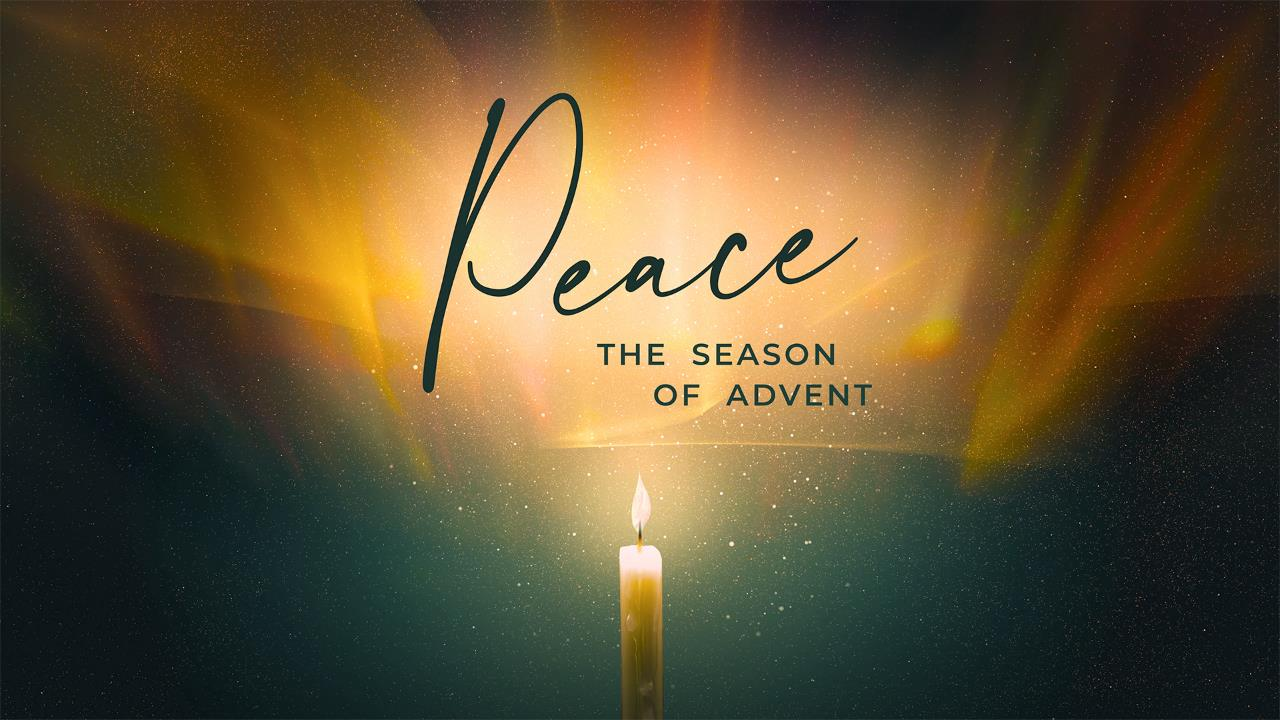 Peace
THE SEASON
OF ADVENT